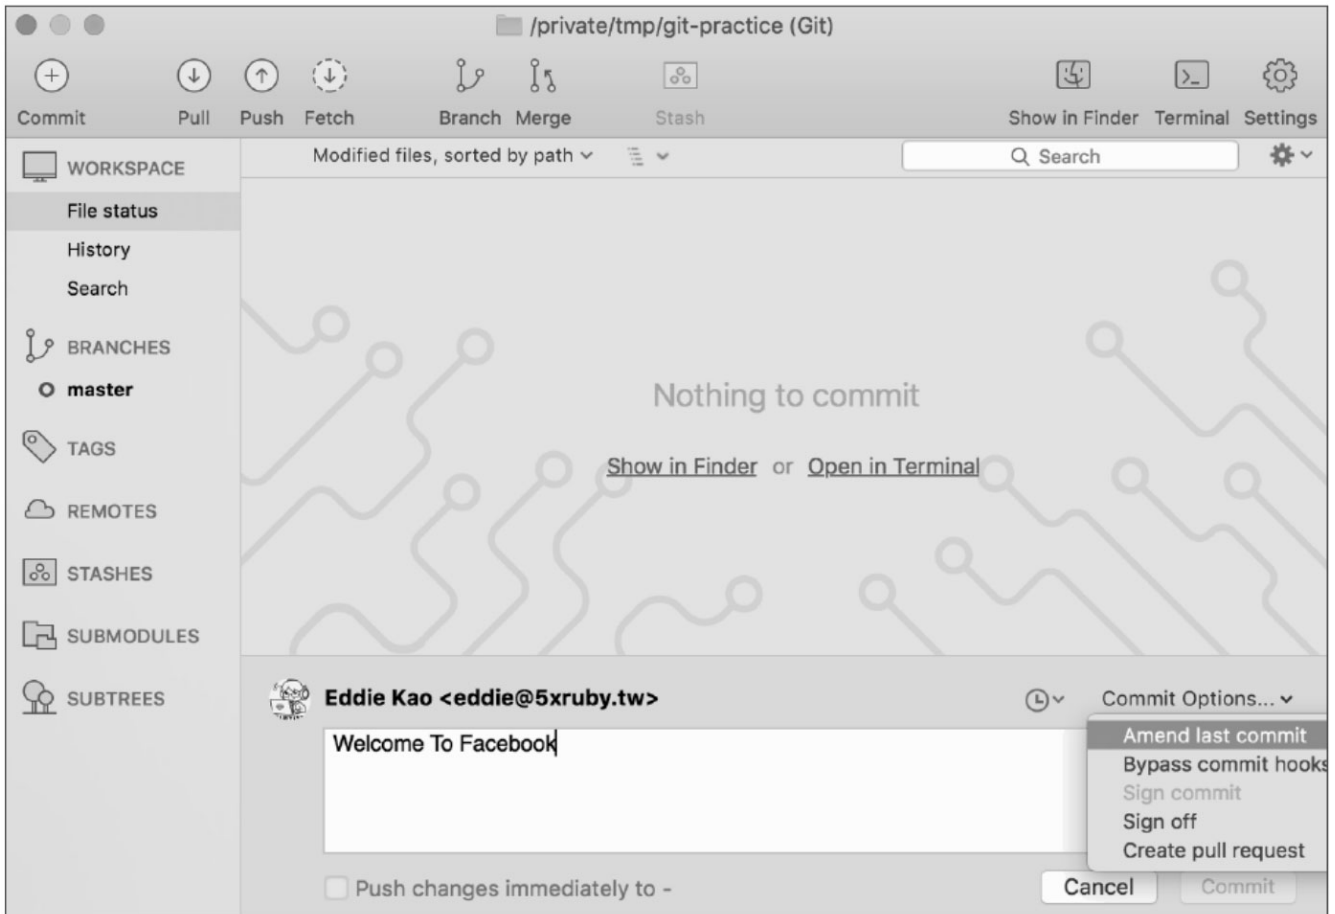 /private/tmp/git-practice (Git)
Commit Pull Push Fetch Branch Merge Stash Show in Finder Terminal Settings
WORKSPACE
File status
History
Search
BRANCHES
master
TAGS
REMOTES
STASHES
SUBMODULES
SUBTREES
Modified files, sorted by path
Search
Nothing to commit
Show in Finder or Open in Terminal
Eddie Kao <eddie@5xruby.tw>
Commit Options...
Welcome To Facebook
Amend last commit
Bypass commit hooks
Sign commit
Sign off
Create pull request
Push changes immediately to -
Cancel Commit